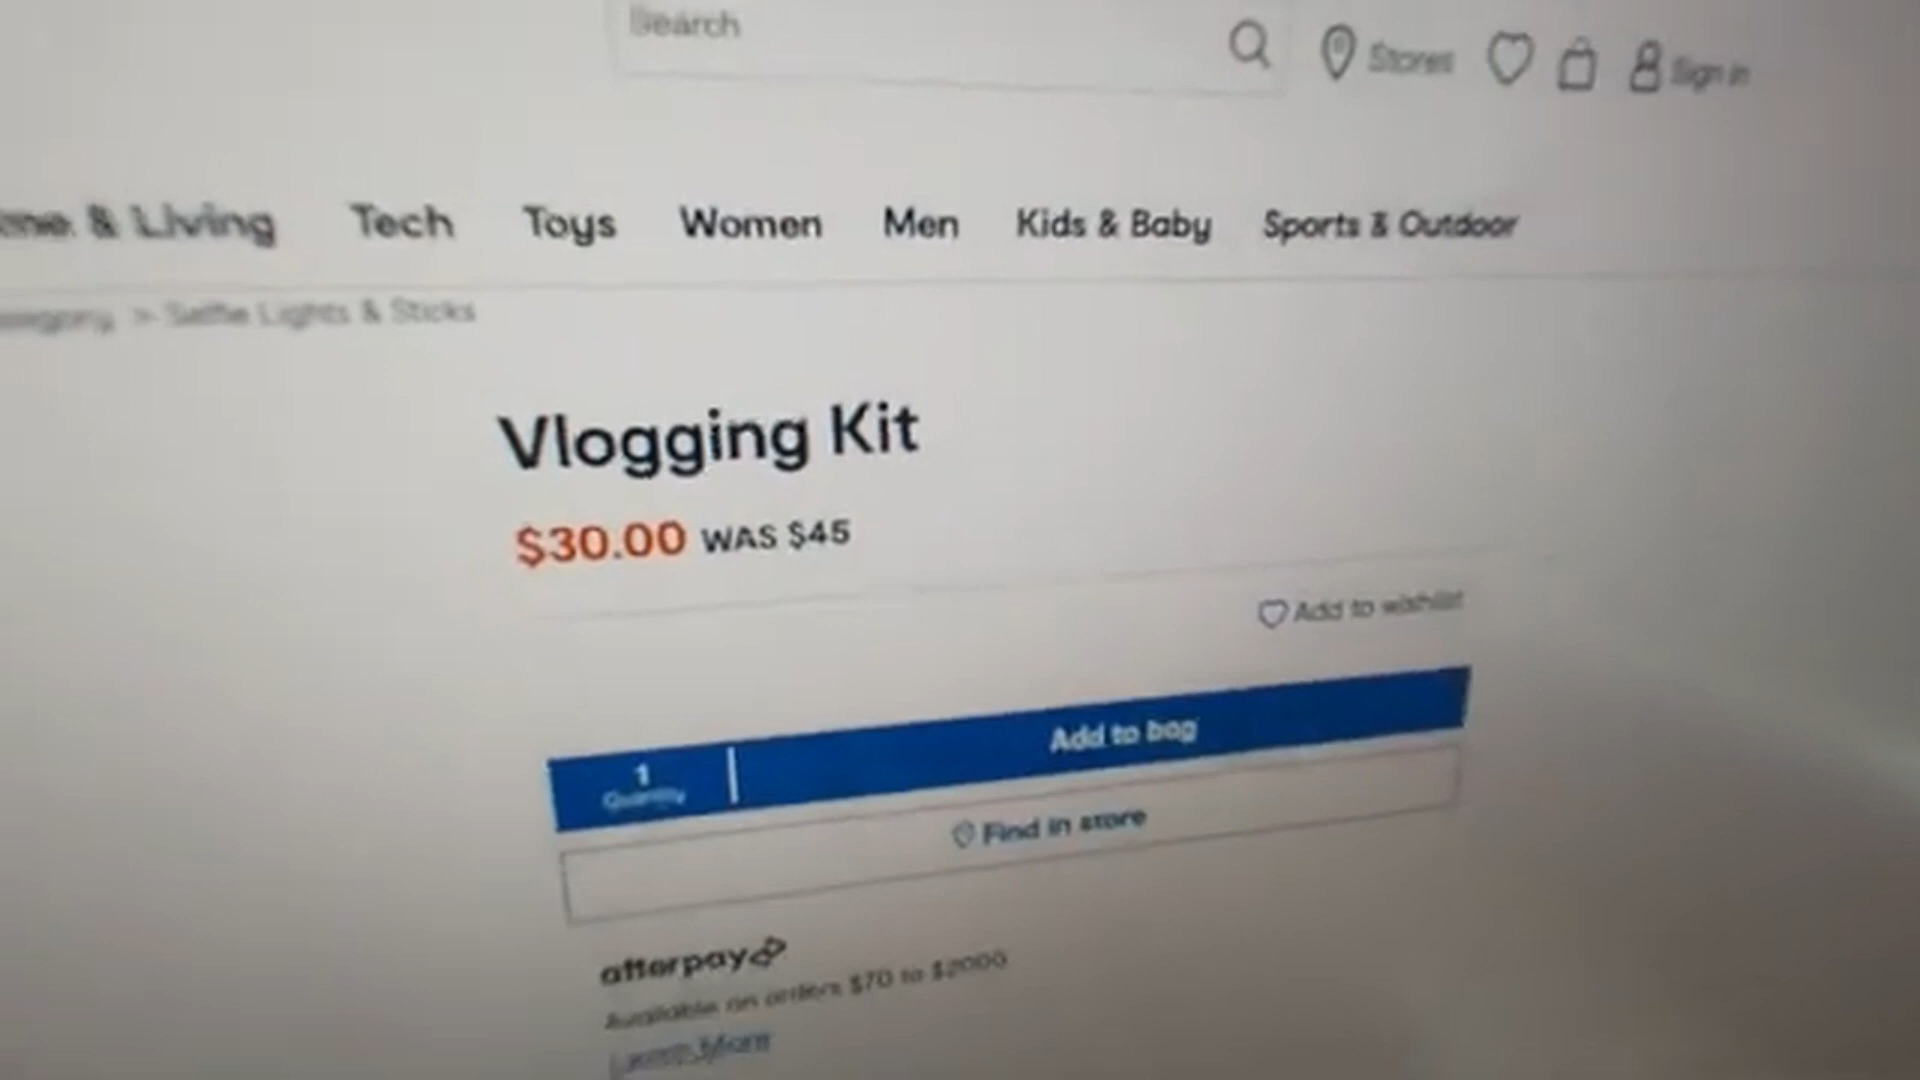 Search
Stores
Sign in
& Living Tech Toys Women Men Kids & Baby Sports & Outdoor
> Selfie Lights & Sticks
Vlogging Kit
$30.00 WAS $45
Add to wishlist
1
Quantity
Add to bag
Find in store
afterpay
Available on orders $70 to $2000
Learn More